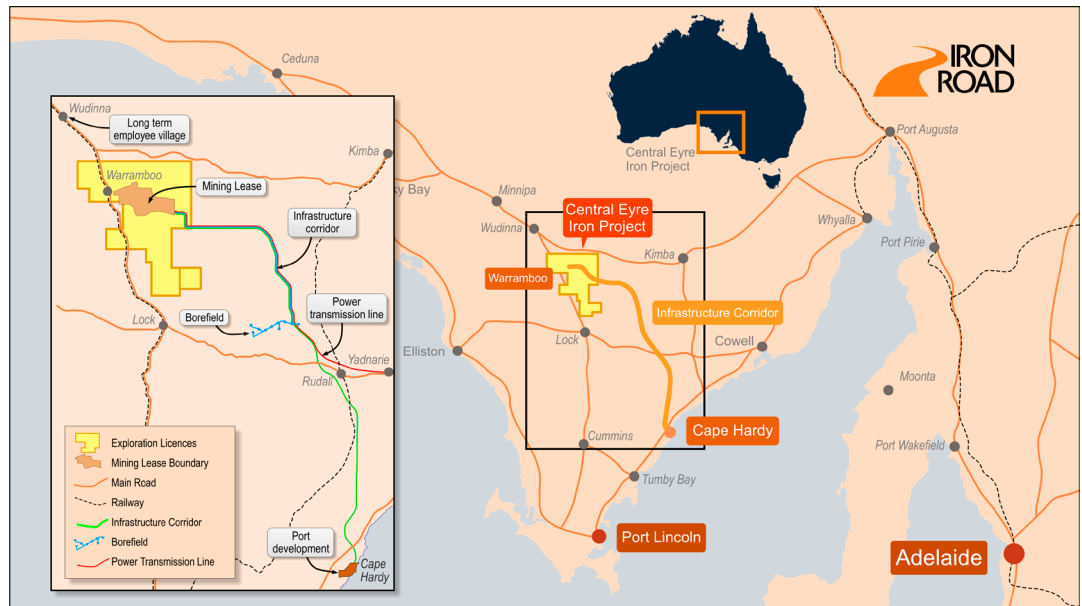 Ceduna
IRON
ROAD
Wudinna
Long term
employee village
Kimba
Warramboo
Mining Lease
Infrastructure
corridor
Power
transmission line
Borefield
Lock
Yadnarie
Rudall
Exploration Licences
Mining Lease Boundary
Main Road
Railway
Infrastructure Corridor
Borefield
Power Transmission Line
Port
development
Cape
Hardy
Central Eyre
Iron Project
Port Augusta
ky Bay
Minnipa
Wudinna
Central Eyre
Iron Project
Whyalla
Port Pirie
Kimba
Warramboo
Infrastructure Corridor
Lock
Cowell
Elliston
Moonta
Cape Hardy
Cummins
Port Wakefield
Tumby Bay
Port Lincoln
Adelaide